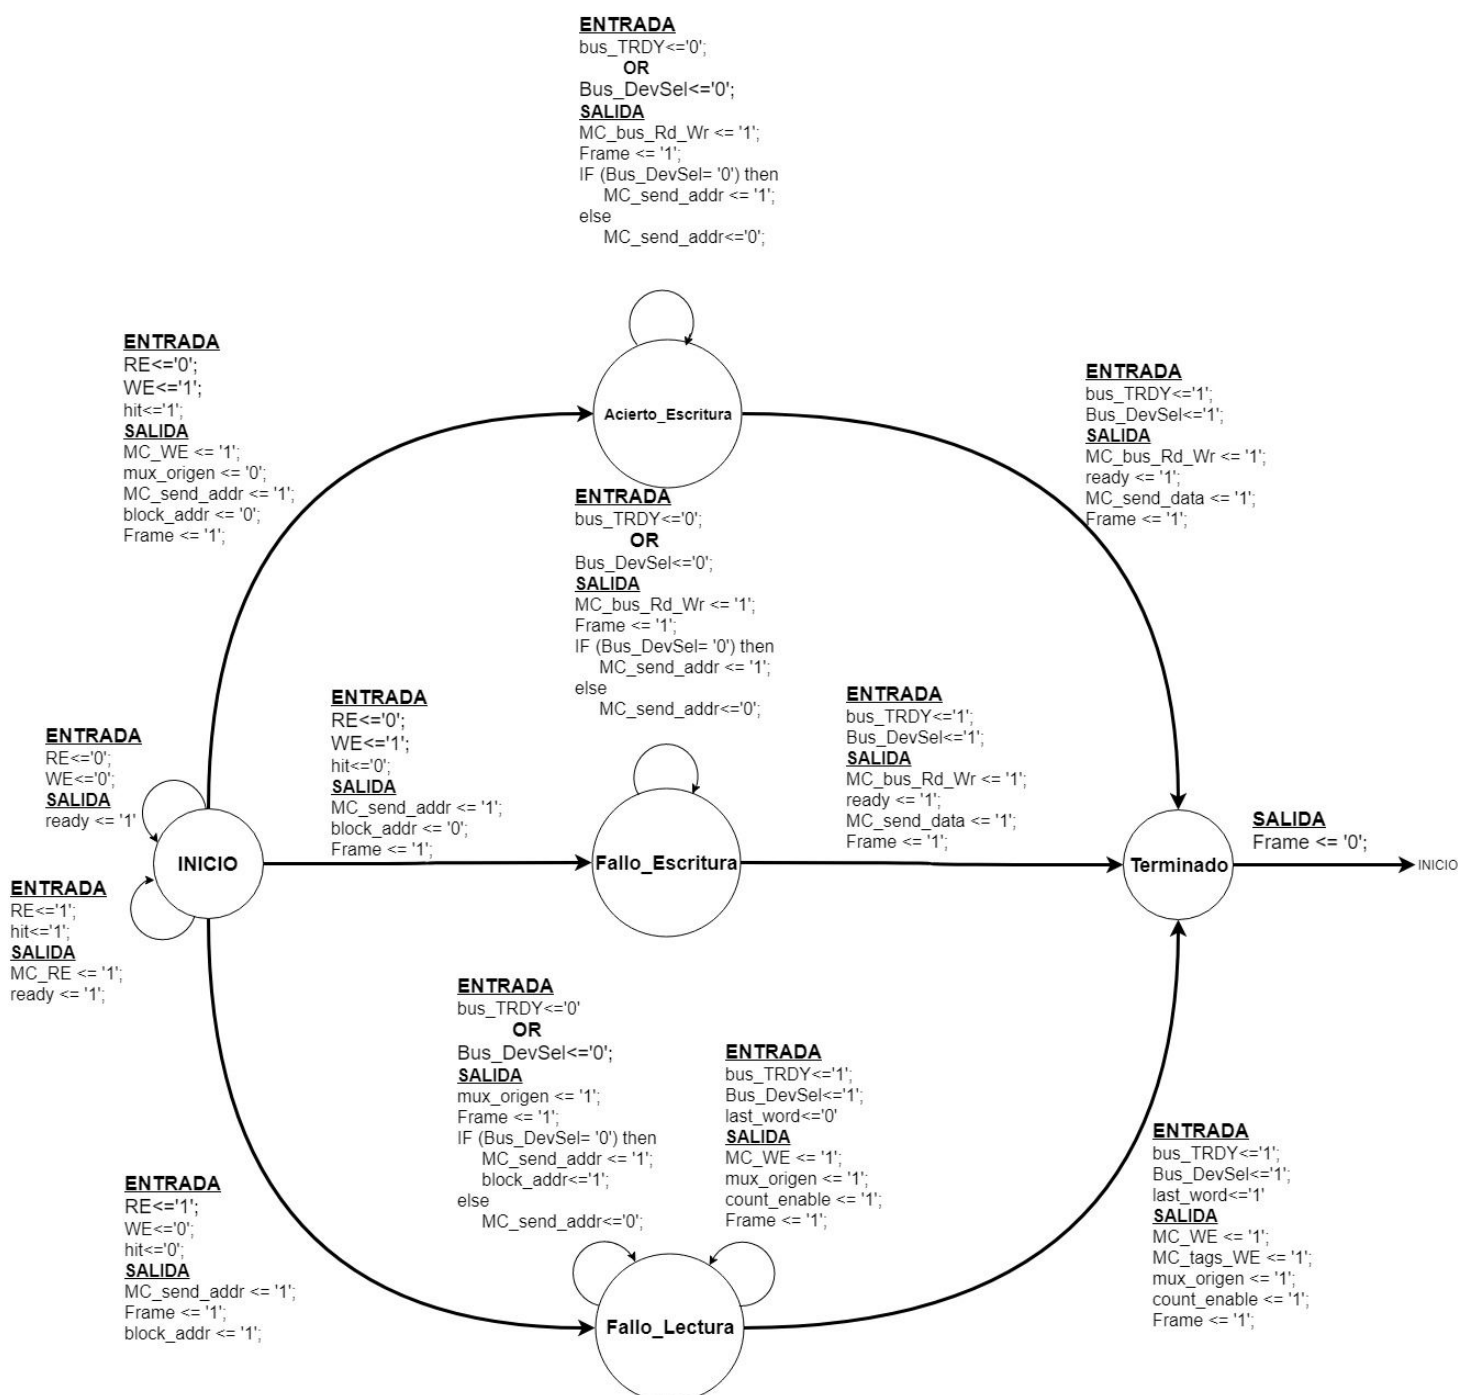 ENTRADA
bus_TRDY<='0';
OR
Bus_DevSel<='0';
SALIDA
MC_bus_Rd_Wr <= '1';
Frame <= '1';
IF (Bus_DevSel= '0') then
MC_send_addr <= '1';
else
MC_send_addr<='0';
ENTRADA
RE<='0';
WE<='1';
hit<='1';
SALIDA
MC_WE <= '1';
mux_origen <= '0';
MC_send_addr <= '1';
block_addr <= '0';
Frame <= '1';
Acierto_Escritura
ENTRADA
bus_TRDY<='1';
Bus_DevSel<='1';
SALIDA
MC_bus_Rd_Wr <= '1';
ready <= '1';
MC_send_data <= '1';
Frame <= '1';
ENTRADA
bus_TRDY<='0';
OR
Bus_DevSel<='0';
SALIDA
MC_bus_Rd_Wr <= '1';
Frame <= '1';
IF (Bus_DevSel= '0') then
MC_send_addr <= '1';
else
MC_send_addr<='0';
ENTRADA
RE<='0';
WE<='0';
SALIDA
ready <= '1'
ENTRADA
RE<='0';
WE<='1';
hit<='0';
SALIDA
MC_send_addr <= '1';
block_addr <= '0';
Frame <= '1';
ENTRADA
bus_TRDY<='1';
Bus_DevSel<='1';
SALIDA
MC_bus_Rd_Wr <= '1';
ready <= '1';
MC_send_data <= '1';
Frame <= '1';
INICIO
Fallo_Escritura
Terminado
SALIDA
Frame <= '0';
INICIO
ENTRADA
RE<='1';
hit<='1';
SALIDA
MC_RE <= '1';
ready <= '1';
ENTRADA
bus_TRDY<='0'
OR
Bus_DevSel<='0';
SALIDA
mux_origen <= '1';
Frame <= '1';
IF (Bus_DevSel= '0') then
MC_send_addr <= '1';
block_addr<='1';
else
MC_send_addr<='0';
ENTRADA
bus_TRDY<='1';
Bus_DevSel<='1';
last_word<='0'
SALIDA
MC_WE <= '1';
mux_origen <= '1';
count_enable <= '1';
Frame <= '1';
ENTRADA
RE<='1';
WE<='0';
hit<='0';
SALIDA
MC_send_addr <= '1';
Frame <= '1';
block_addr <= '1';
Fallo_Lectura
ENTRADA
bus_TRDY<='1';
Bus_DevSel<='1';
last_word<='1'
SALIDA
MC_WE <= '1';
MC_tags_WE <= '1';
mux_origen <= '1';
count_enable <= '1';
Frame <= '1';